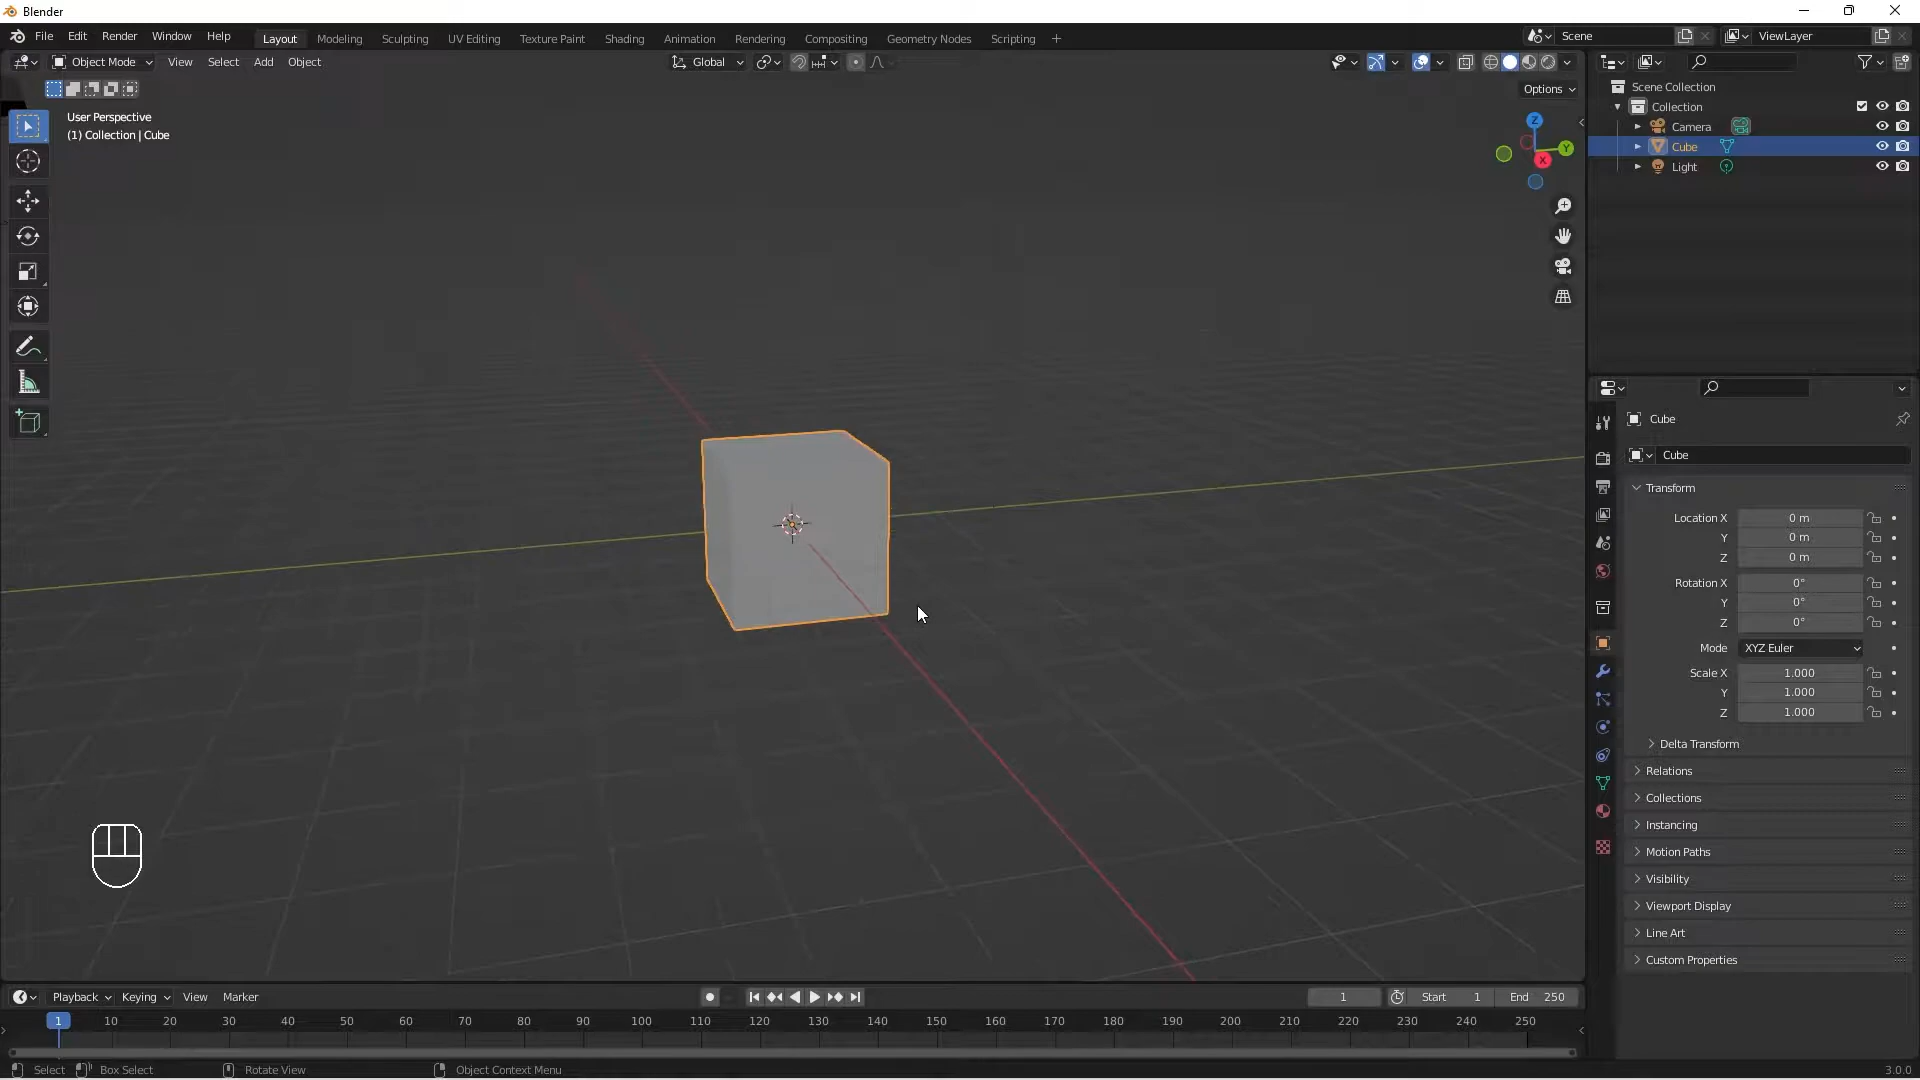 Blender
File Edit Render Window Help Layout Modeling Sculpting UV Editing Texture Paint Shading Animation Rendering Compositing Geometry Nodes Scripting + Scene ViewLayer
Object Mode View Select Add Object Global
Options
User Perspective
(1) Collection | Cube
Z
Y
X
Scene Collection
Collection
Camera
Cube
Light
Cube
Cube
Transform
Location X 0 m
Y 0 m
Z 0 m
Rotation X 0°
Y 0°
Z 0°
Mode XYZ Euler
Scale X 1.000
Y 1.000
Z 1.000
Delta Transform
Relations
Collections
Instancing
Motion Paths
Visibility
Viewport Display
Line Art
Custom Properties
Playback Keying View Marker 1 Start 1 End 250
1 10 20 30 40 50 60 70 80 90 100 110 120 130 140 150 160 170 180 190 200 210 220 230 240 250
Select Box Select Rotate View Object Context Menu 3.0.0